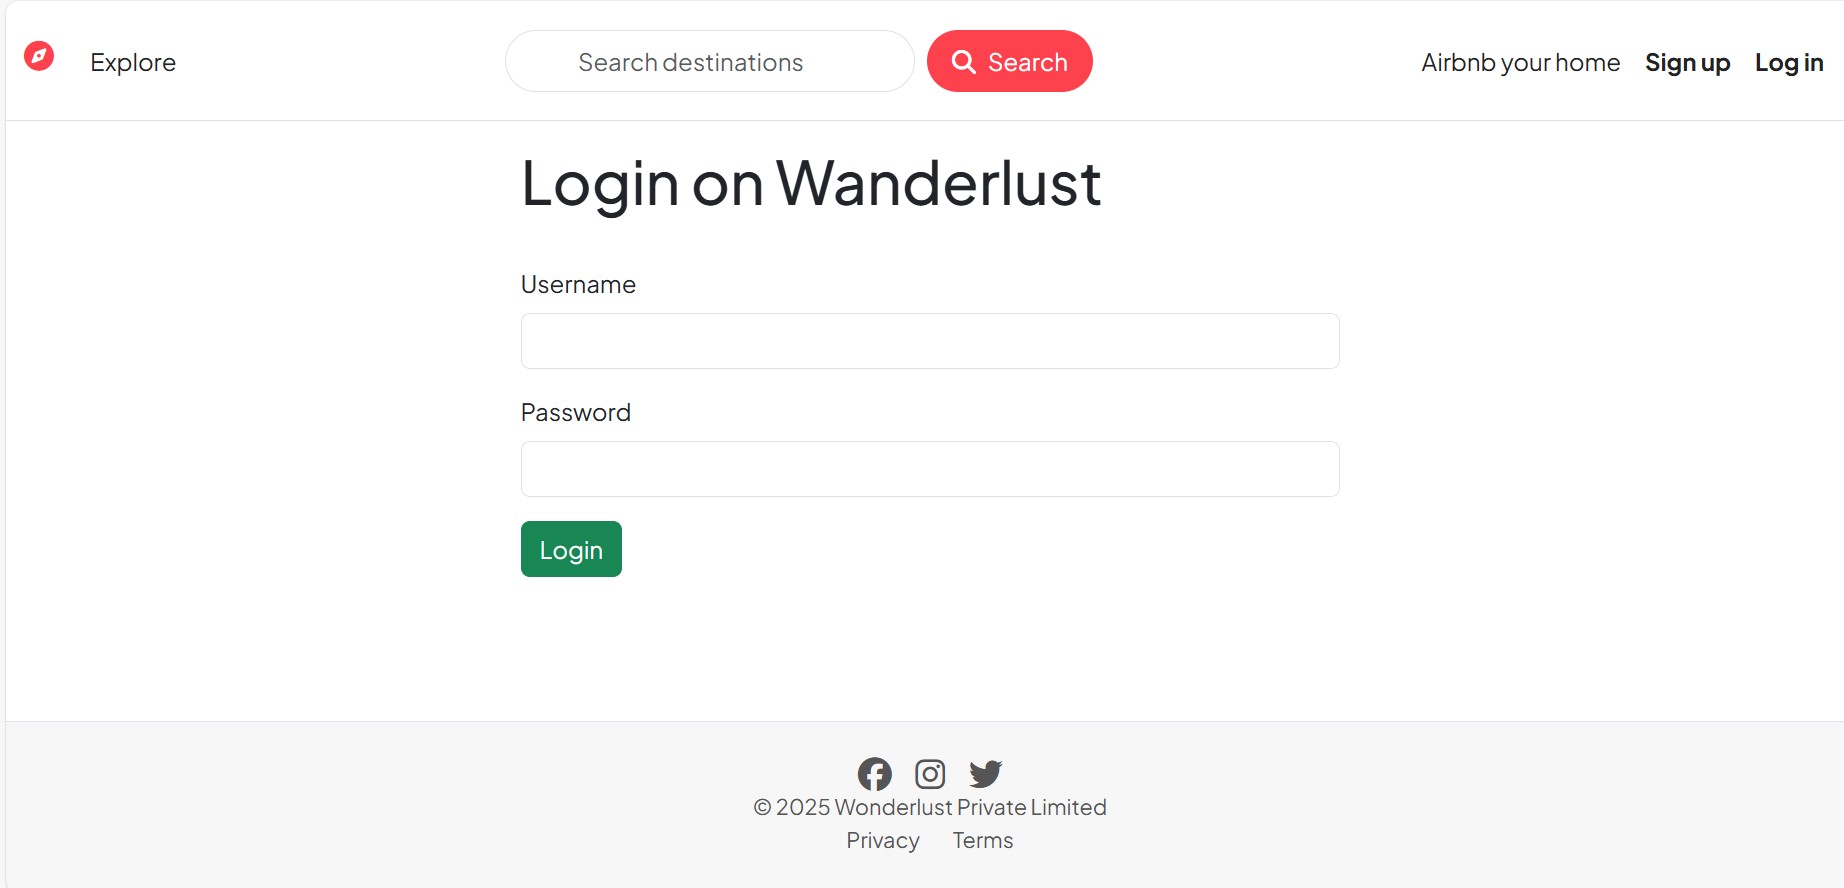 Explore Search destinations Search Airbnb your home Sign up Log in
Login on Wanderlust
Username
Password
Login
© 2025 Wonderlust Private Limited
Privacy Terms